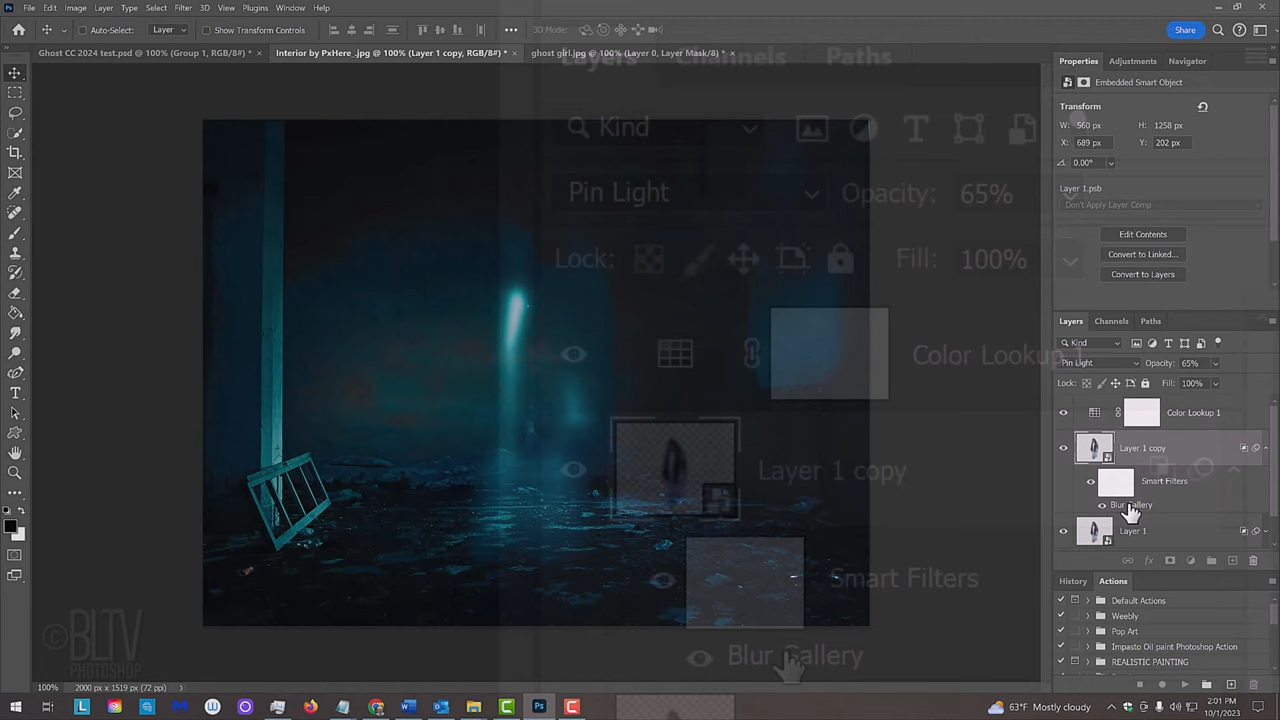 File Edit Image Layer Type Select Filter 3D View Plugins Window Help
Auto-Select: Layer Show Transform Controls 3D Mode: Share
Ghost CC 2024 test.psd @ 100% (Group 1, RGB/8#) * × Interior by PxHere_.jpg @ 100% (Layer 1 copy, RGB/8#) * × ghost girl.jpg @ 100% (Layer 0, Layer Mask/8) * ×
Layers Channels Paths
Kind
Pin Light Opacity: 65%
Lock: Fill: 100%
Color Lookup 1
Layer 1 copy
Smart Filters
Blur Gallery
Properties Adjustments Navigator
Embedded Smart Object
Transform
W: 560 px H: 1258 px
X: 689 px Y: 202 px
0.00°
Layer 1.psb
Don't Apply Layer Comp
Edit Contents
Convert to Linked...
Convert to Layers
Layers Channels Paths
Kind
Pin Light Opacity: 65%
Lock: Fill: 100%
Color Lookup 1
Layer 1 copy
Smart Filters
Blur Gallery
Layer 1
History Actions
Default Actions
Weebly
Pop Art
Impasto Oil paint Photoshop Action
REALISTIC PAINTING
©BLTV
PHOTOSHOP
100% 2000 px x 1519 px (72 ppi)
63°F Mostly cloudy
2:01 PM
10/1/2023